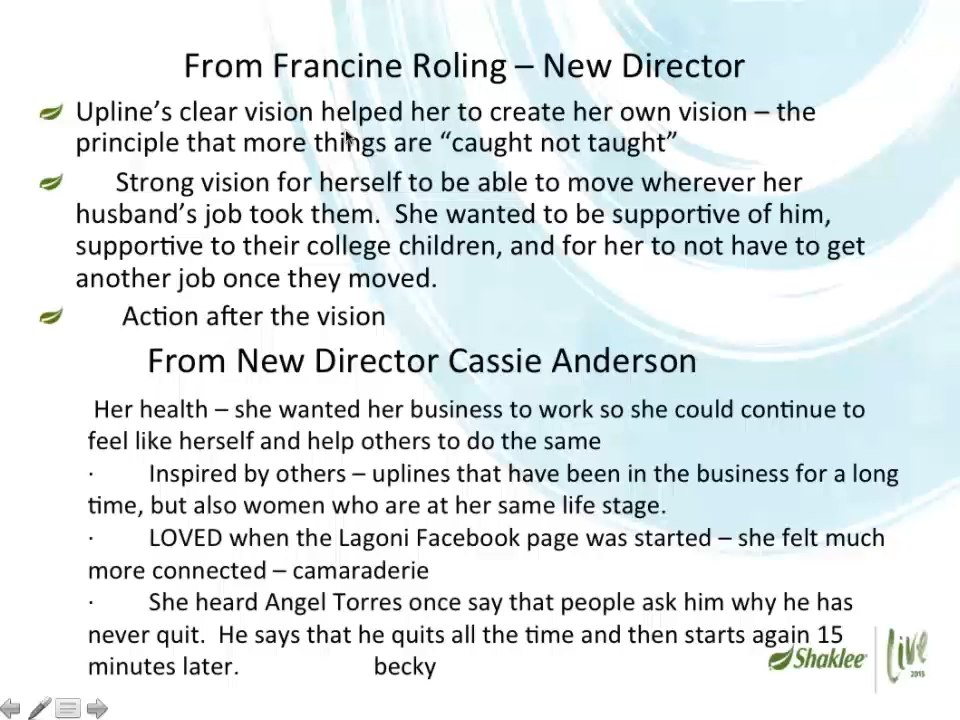 From Francine Roling – New Director
Upline’s clear vision helped her to create her own vision – the
principle that more things are “caught not taught”
Strong vision for herself to be able to move wherever her
husband’s job took them. She wanted to be supportive of him,
supportive to their college children, and for her to not have to get
another job once they moved.
Action after the vision
From New Director Cassie Anderson
Her health – she wanted her business to work so she could continue to
feel like herself and help others to do the same
· Inspired by others – uplines that have been in the business for a long
time, but also women who are at her same life stage.
· LOVED when the Lagoni Facebook page was started – she felt much
more connected – camaraderie
· She heard Angel Torres once say that people ask him why he has
never quit. He says that he quits all the time and then starts again 15
minutes later. becky
Shaklee Live 2015